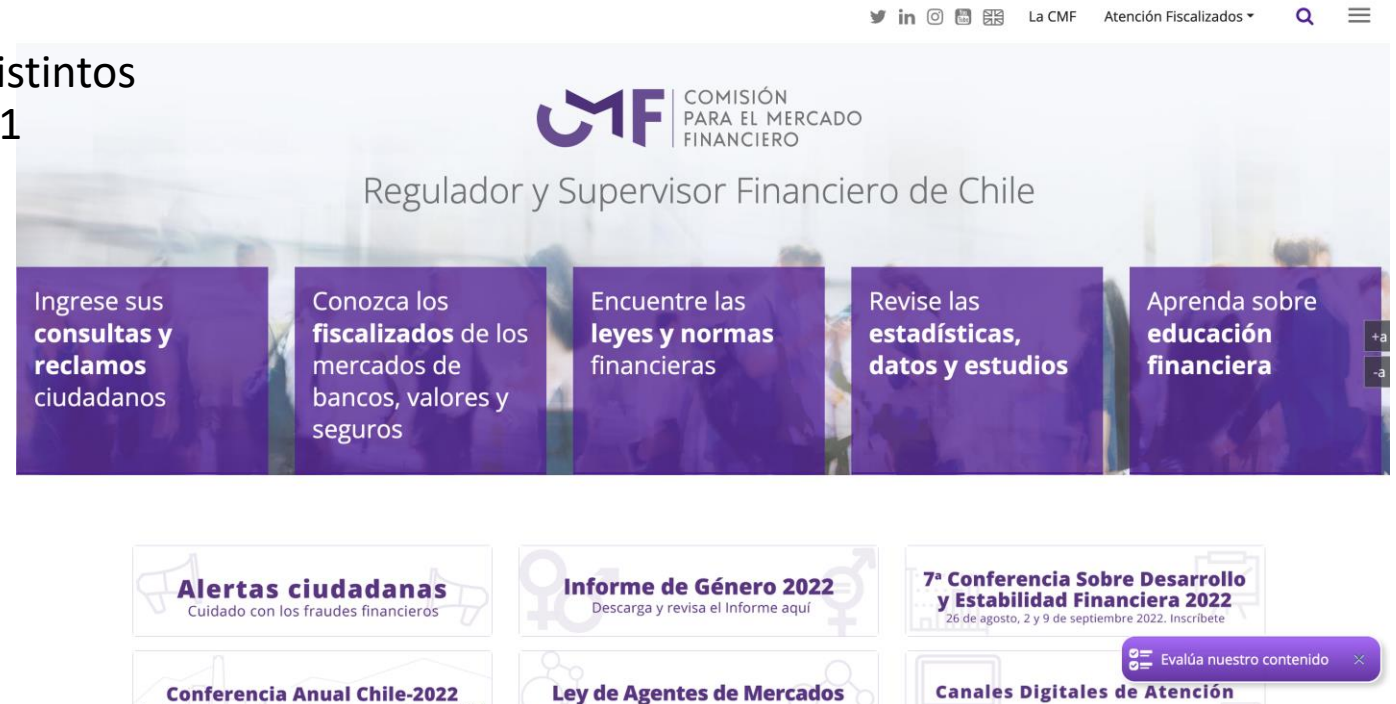 La CMF Atención Fiscalizados
istintos
1
CMF
COMISIÓN
PARA EL MERCADO
FINANCIERO
Regulador y Supervisor Financiero de Chile
Ingrese sus
consultas y
reclamos
ciudadanos
Conozca los
fiscalizados de los
mercados de
bancos, valores y
seguros
Encuentre las
leyes y normas
financieras
Revise las
estadísticas,
datos y estudios
Aprenda sobre
educación
financiera
+a
-a
Alertas ciudadanas
Cuidado con los fraudes financieros
Informe de Género 2022
Descarga y revisa el Informe aquí
7ª Conferencia Sobre Desarrollo
y Estabilidad Financiera 2022
26 de agosto, 2 y 9 de septiembre 2022. Inscríbete
Evalúa nuestro contenido ×
Conferencia Anual Chile-2022
Ley de Agentes de Mercados
Canales Digitales de Atención